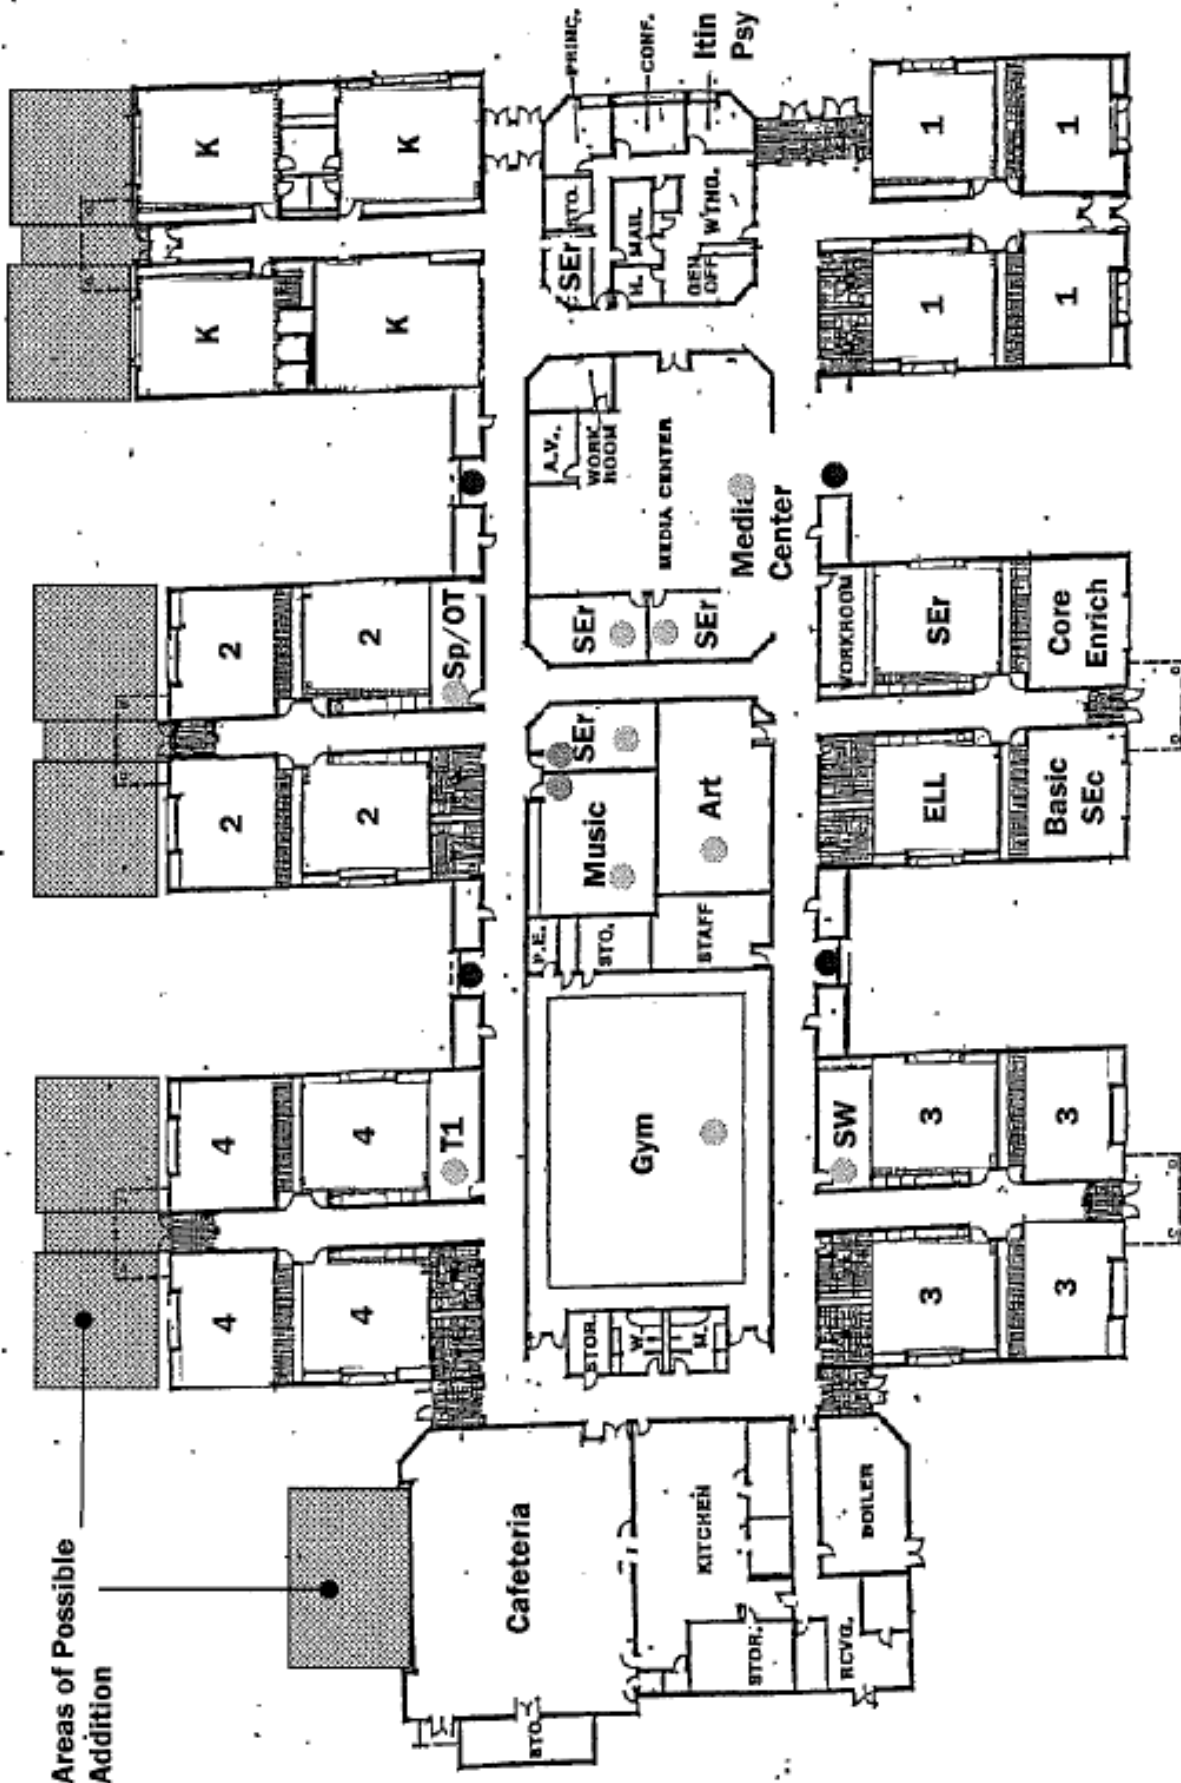 Areas of Possible
Addition
4
4
2
2
K
K
4
4
2
2
K
K
T1
Sp/OT
STO.
Cafeteria
P.E.
A.V.
SEr
STO.
PRINC.
STOR.
STO.
Music
SEr
SEr
WORK
ROOM
W.
Gym
H.
MAIL
CONF.
MEDIA CENTER
KITCHEN
M.
STAFF
Art
SEr
GEN
OFF
WTNG.
Itin
Psy
Media
Center
STOR.
RCVG.
BOILER
SW
WORKROOM
3
3
ELL
SEr
1
1
3
3
Basic
SEc
Core
Enrich
1
1